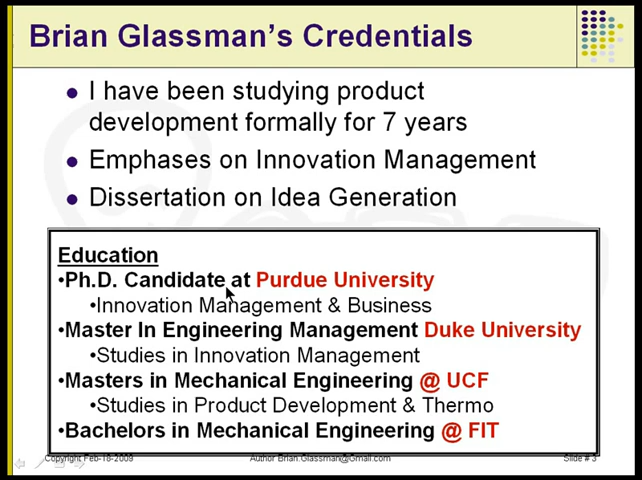 Brian Glassman's Credentials
• I have been studying product
development formally for 7 years
• Emphases on Innovation Management
• Dissertation on Idea Generation
Education
•Ph.D. Candidate at Purdue University
•Innovation Management & Business
•Master In Engineering Management Duke University
•Studies in Innovation Management
•Masters in Mechanical Engineering @ UCF
•Studies in Product Development & Thermo
•Bachelors in Mechanical Engineering @ FIT
Copyright Feb-18-2009 Author Brian.Glassman@Gmail.com Slide # 3